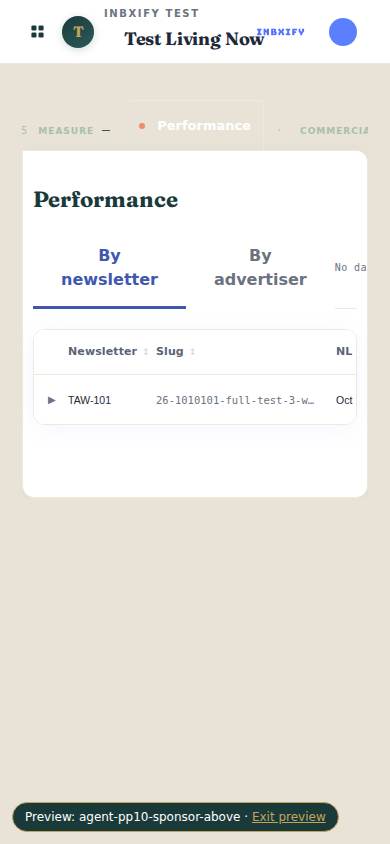 INBXIFY TEST
T
Test Living Now
INBXIFY
5 MEASURE —
Performance
·
COMMERCIA
Performance
By newsletter
By advertiser
No da
Newsletter ↕ Slug ↕ NL
▶ TAW-101 26-1010101-full-test-3-w… Oct
Preview: agent-pp10-sponsor-above · Exit preview